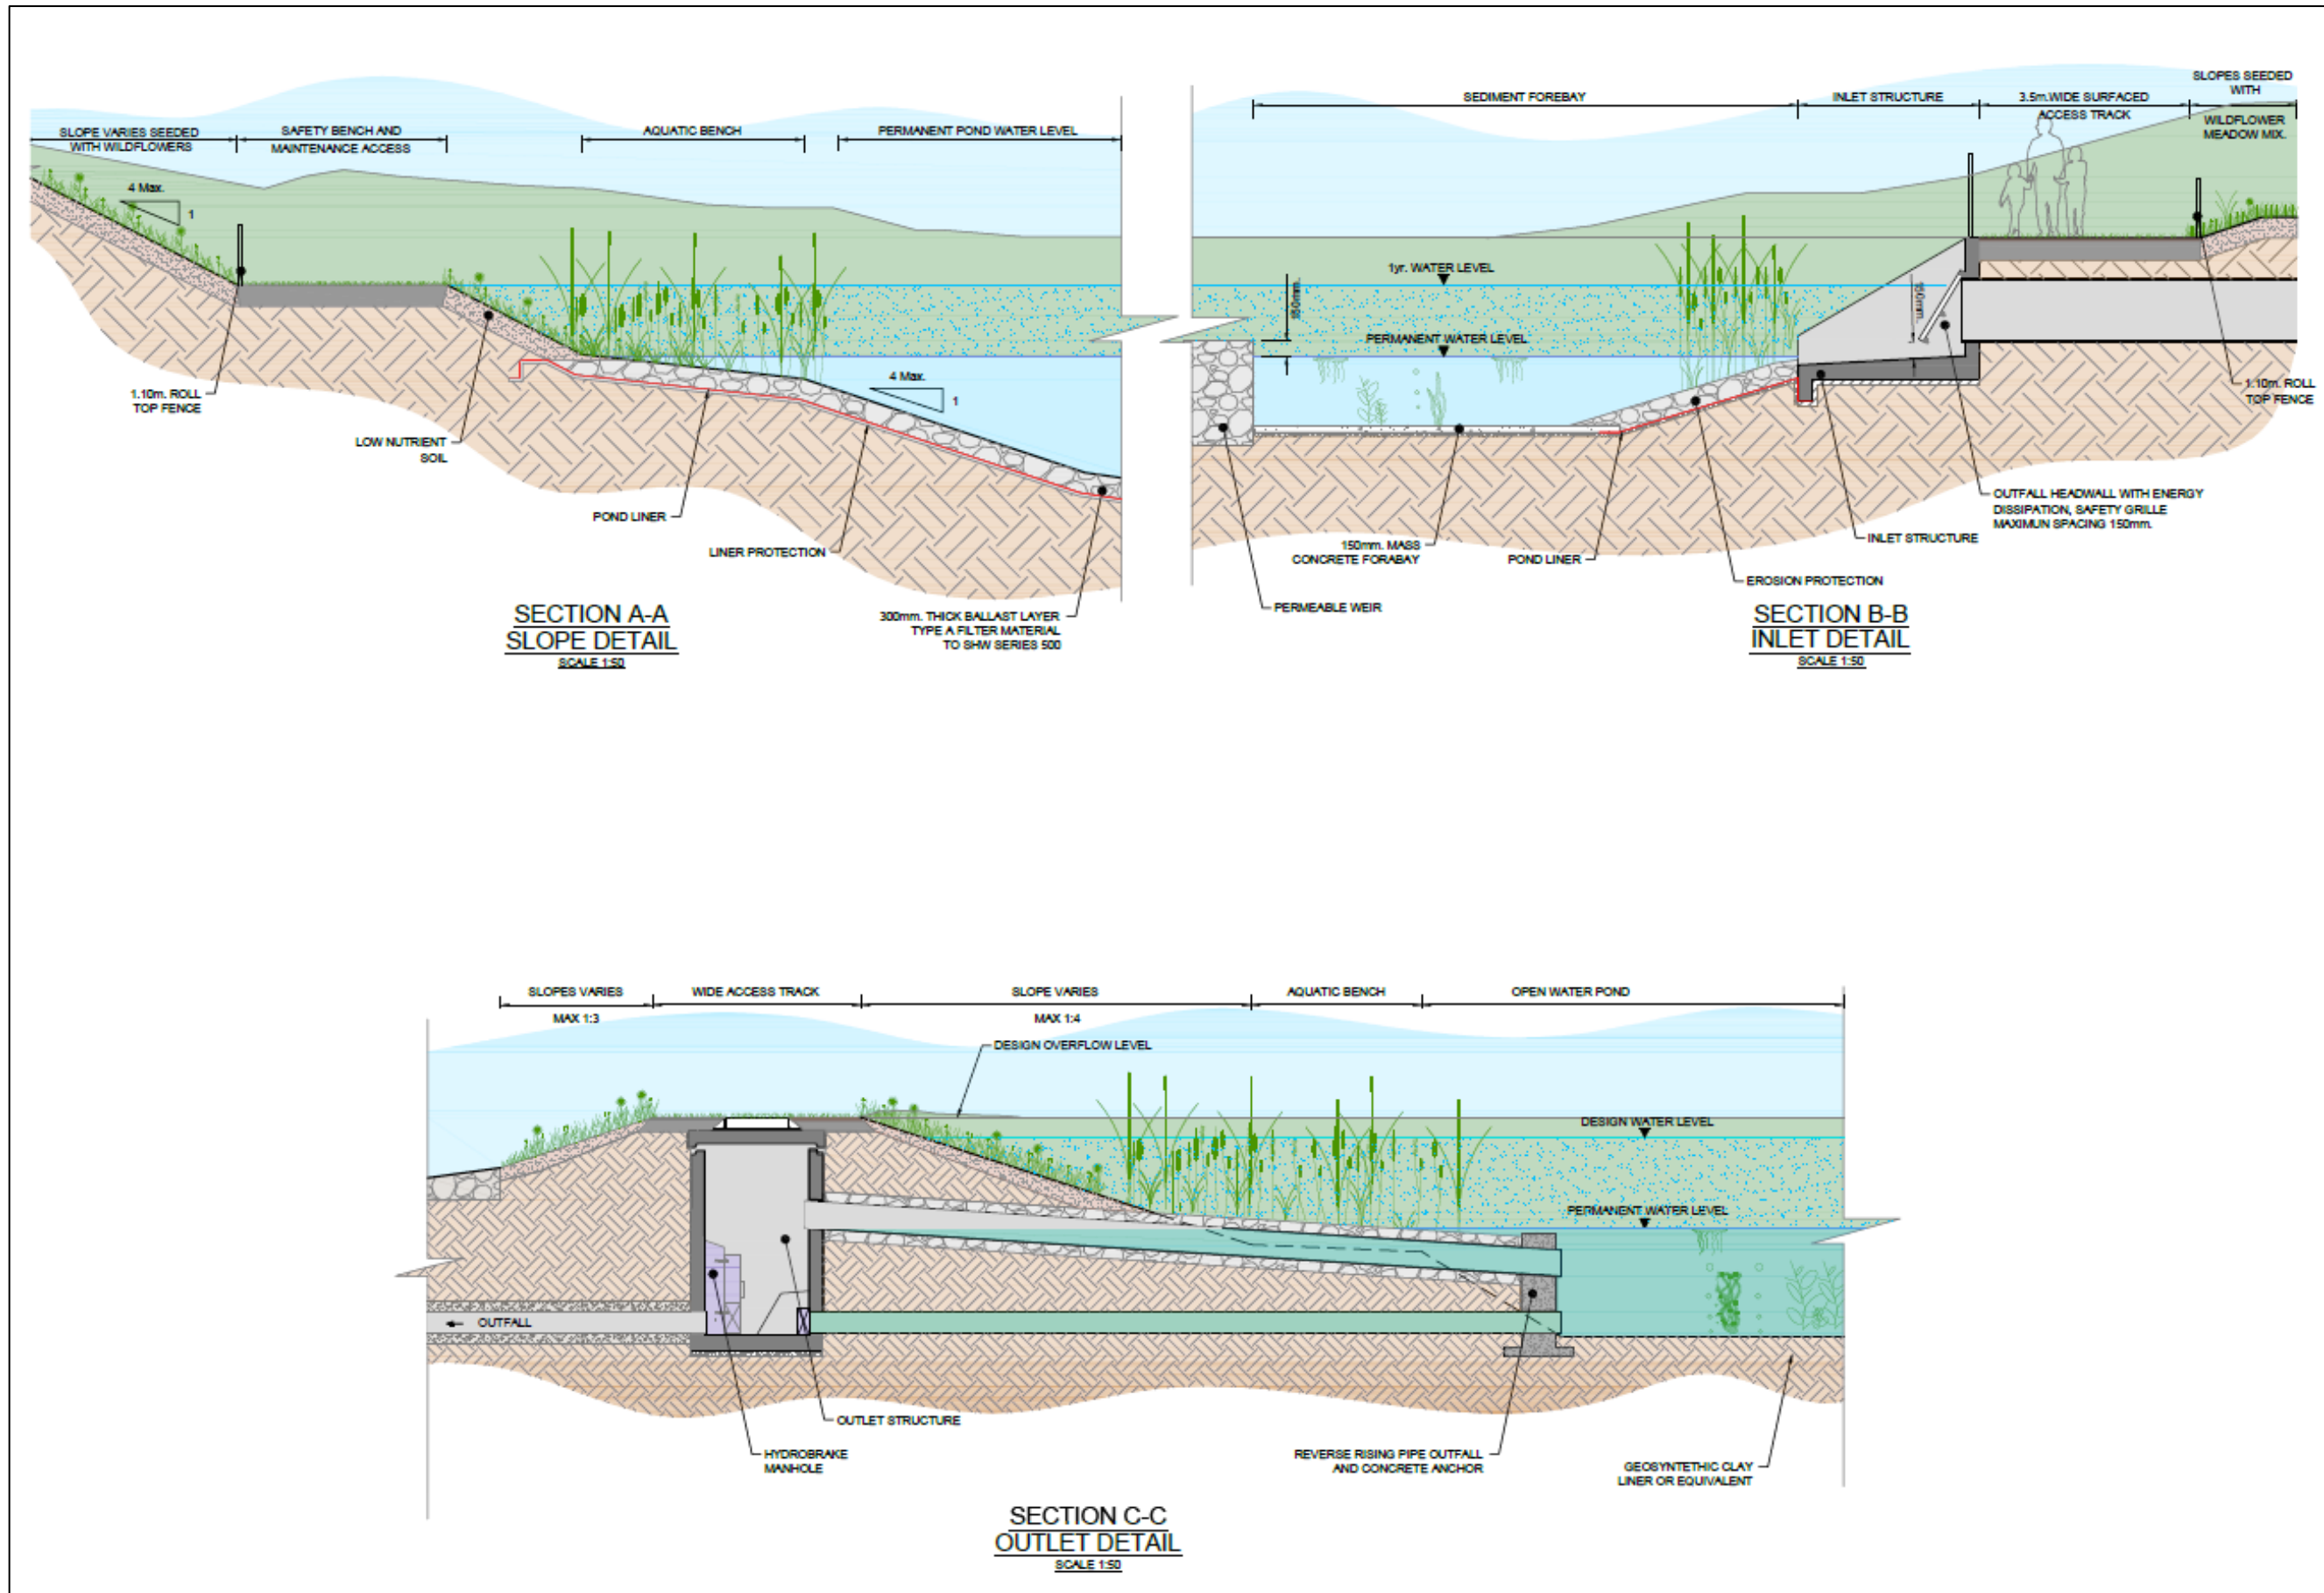 SLOPE VARIES SEEDED
WITH WILDFLOWERS
SAFETY BENCH AND
MAINTENANCE ACCESS
AQUATIC BENCH
PERMANENT POND WATER LEVEL
4 Max.
1
4 Max.
1
1.10m. ROLL
TOP FENCE
LOW NUTRIENT
SOIL
POND LINER
LINER PROTECTION
300mm. THICK BALLAST LAYER
TYPE A FILTER MATERIAL
TO SHW SERIES 500
SECTION A-A
SLOPE DETAIL
SCALE 1:50
SEDIMENT FOREBAY
INLET STRUCTURE
3.5m.WIDE SURFACED
ACCESS TRACK
SLOPES SEEDED
WITH
WILDFLOWER
MEADOW MIX.
1yr. WATER LEVEL
150mm.
PERMANENT WATER LEVEL
150mm.
1.10m. ROLL
TOP FENCE
OUTFALL HEADWALL WITH ENERGY
DISSIPATION, SAFETY GRILLE
MAXIMUN SPACING 150mm.
INLET STRUCTURE
150mm. MASS
CONCRETE FORABAY
POND LINER
EROSION PROTECTION
PERMEABLE WEIR
SECTION B-B
INLET DETAIL
SCALE 1:50
SLOPES VARIES
MAX 1:3
WIDE ACCESS TRACK
SLOPE VARIES
MAX 1:4
AQUATIC BENCH
OPEN WATER POND
DESIGN OVERFLOW LEVEL
DESIGN WATER LEVEL
PERMANENT WATER LEVEL
OUTFALL
OUTLET STRUCTURE
HYDROBRAKE
MANHOLE
REVERSE RISING PIPE OUTFALL
AND CONCRETE ANCHOR
GEOSYNTETHIC CLAY
LINER OR EQUIVALENT
SECTION C-C
OUTLET DETAIL
SCALE 1:50